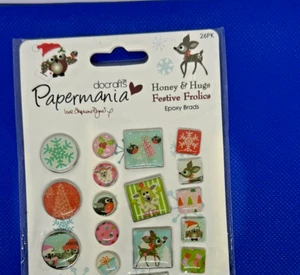 26PK
docrafts
Papermania
Honey & Hugs
Festive Frolics
Epoxy Brads